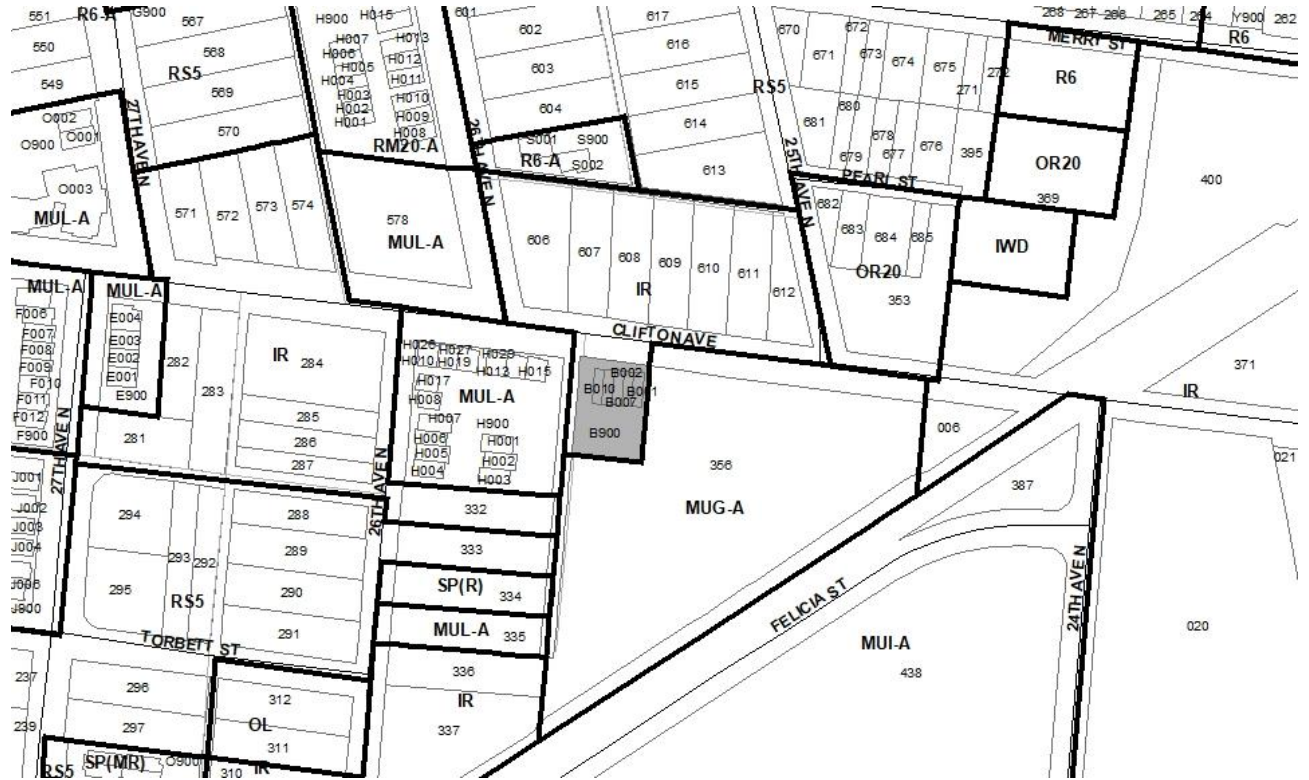 551
R6-A
G900
567
H900
H015
601
617
670
672
268
267
266
265
264
Y900
262
550
568
H007
H013
602
616
671
673
674
675
272
MERRY ST
R6
RS5
H006
H012
549
569
H005
H011
603
615
RS5
271
R6
H004
H003
H010
604
614
680
O002
H002
H009
681
678
676
395
O001
570
H001
H008
S001
S900
679
677
OR20
O900
27TH AVE N
RM20-A
26TH AVE N
R6-A
S002
613
25TH AVE N
PEARL ST
400
O003
369
MUL-A
571
572
573
574
578
MUL-A
606
607
608
609
610
611
612
682
683
684
685
IWD
OR20
353
IR
MUL-A
MUL-A
CLIFTON AVE
F006
E004
F007
E003
282
IR
284
H026
H027
H029
B002
F008
E002
H010
H019
H013
H015
B010
B001
371
F009
E001
283
H017
MUL-A
B007
IR
F010
E900
H008
F011
285
H007
H900
B900
006
F012
286
H006
H001
F900
281
287
H005
H002
356
021
27TH AVE N
H004
H003
J001
387
J002
294
288
26TH AVE N
332
MUG-A
J003
293
292
289
333
J004
295
290
SP(R)
334
FELICIA ST
24TH AVE N
J900
RS5
291
MUL-A
335
MUI-A
020
TORBETT ST
438
237
296
312
336
IR
239
297
OL
311
337
RS5
SP(MR)
O900
310
IR